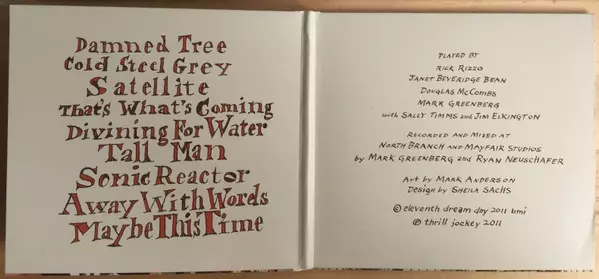 Damned Tree
Cold Steel Grey
Satellite
That's What's Coming
Divining For Water
Tall Man
Sonic Reactor
Away With Words
Maybe This Time
PLAYED BY
RICK RIZZO
JANET BEVERIDGE BEAN
DOUGLAS McCOMBS
MARK GREENBERG
with SALLY TIMMS and JIM ELKINGTON
RECORDED AND MIXED AT
NORTH BRANCH and MAYFAIR STUDIOS
by MARK GREENBERG and RYAN NEUSCHAFER
Art by MARK ANDERSON
Design by SHEILA SACHS
© eleventh dream day 2011 bmi
℗ thrill jockey 2011